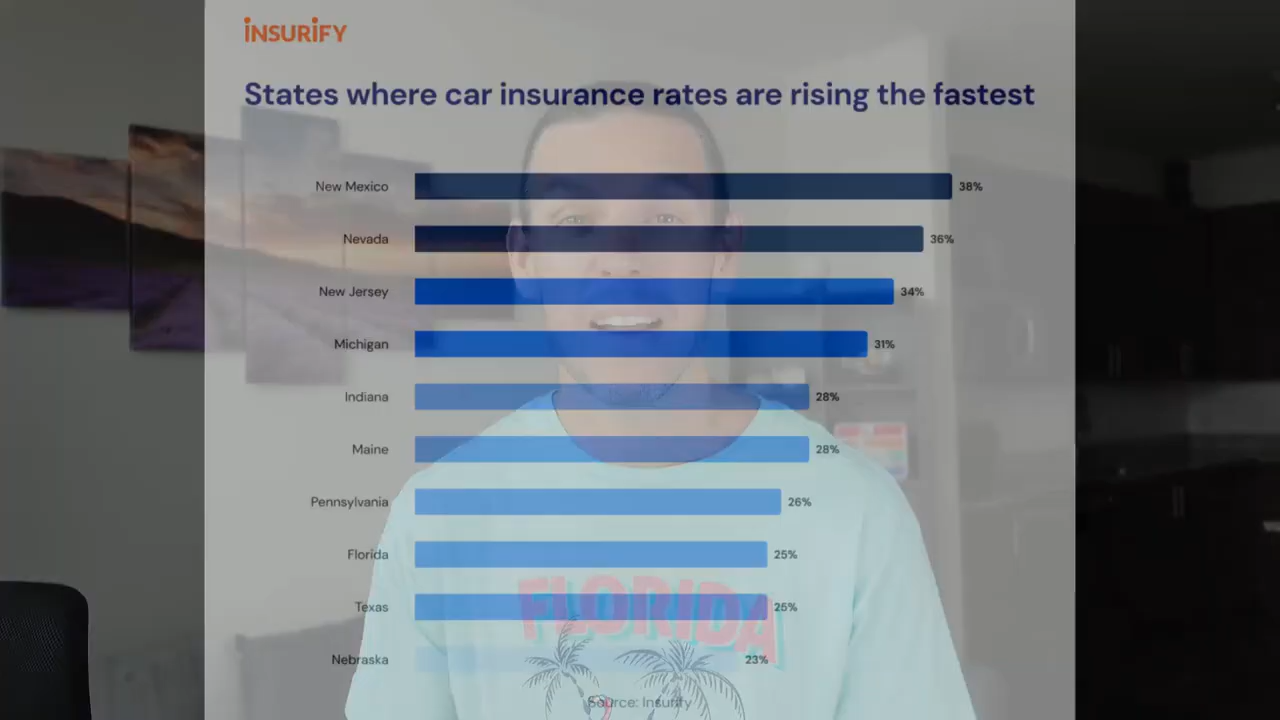 INSURIFY
States where car insurance rates are rising the fastest
New Mexico 38%
Nevada 36%
New Jersey 34%
Michigan 31%
Indiana 28%
Maine 28%
Pennsylvania 26%
Florida 25%
Texas 25%
Nebraska 23%
FLORIDA
Source: Insurify